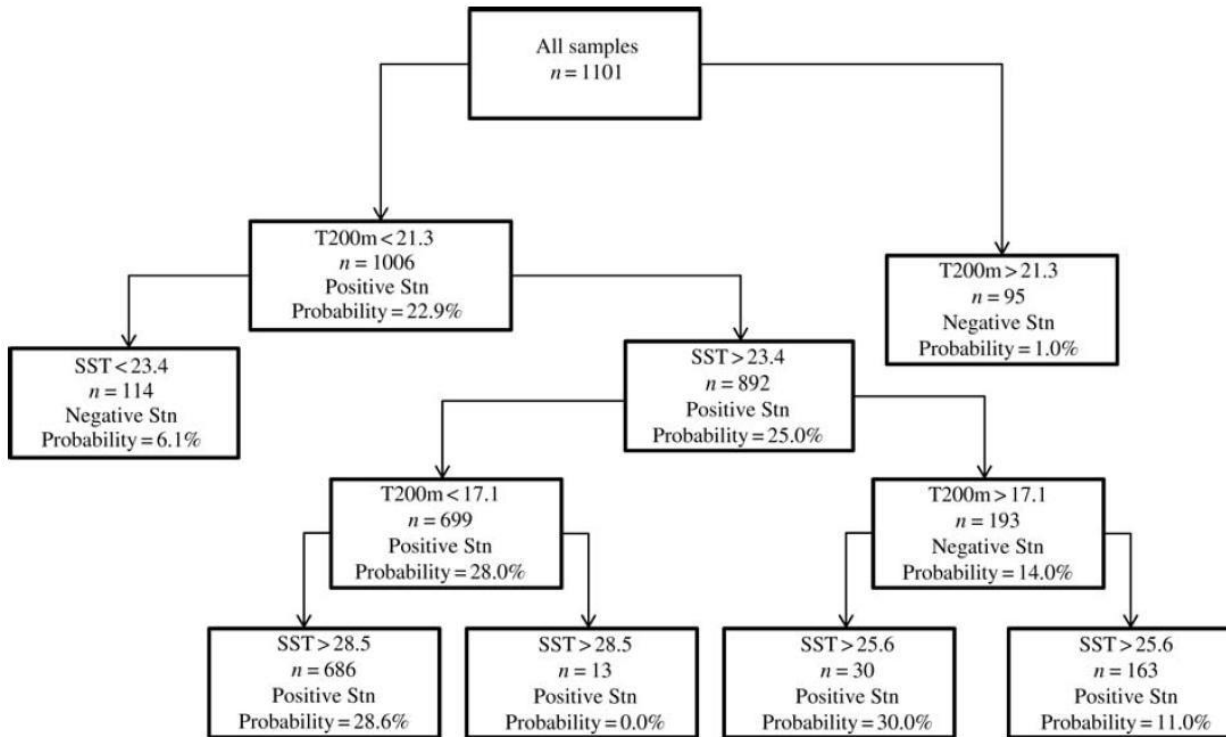 All samples
n = 1101
T200m < 21.3
n = 1006
Positive Stn
Probability = 22.9%
T200m > 21.3
n = 95
Negative Stn
Probability = 1.0%
SST < 23.4
n = 114
Negative Stn
Probability = 6.1%
SST > 23.4
n = 892
Positive Stn
Probability = 25.0%
T200m < 17.1
n = 699
Positive Stn
Probability = 28.0%
T200m > 17.1
n = 193
Negative Stn
Probability = 14.0%
SST > 28.5
n = 686
Positive Stn
Probability = 28.6%
SST > 28.5
n = 13
Positive Stn
Probability = 0.0%
SST > 25.6
n = 30
Positive Stn
Probability = 30.0%
SST > 25.6
n = 163
Positive Stn
Probability = 11.0%